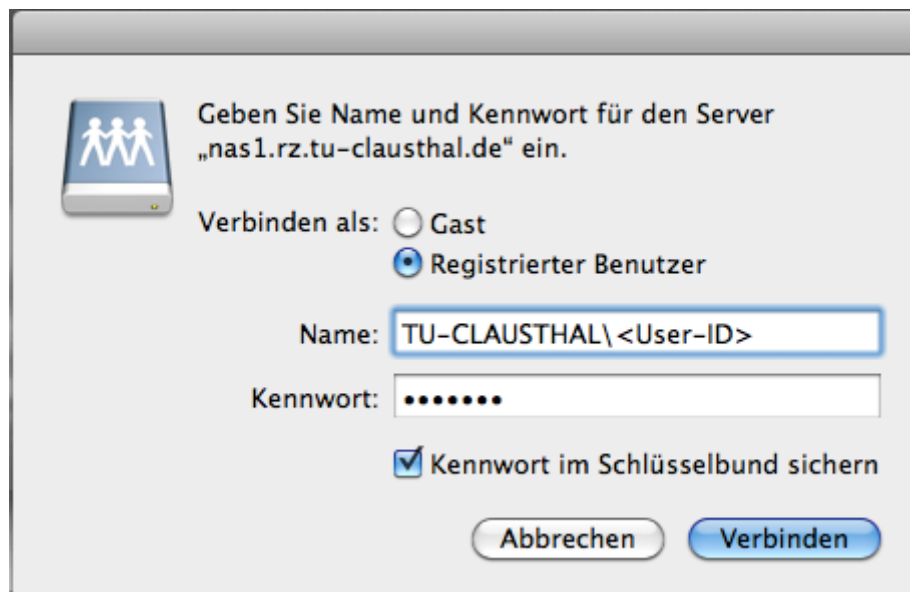 Geben Sie Name und Kennwort für den Server
„nas1.rz.tu-clausthal.de“ ein.
Verbinden als: Gast
Registrierter Benutzer
Name: TU-CLAUSTHAL\<User-ID>
Kennwort: •••••••
Kennwort im Schlüsselbund sichern
Abbrechen Verbinden